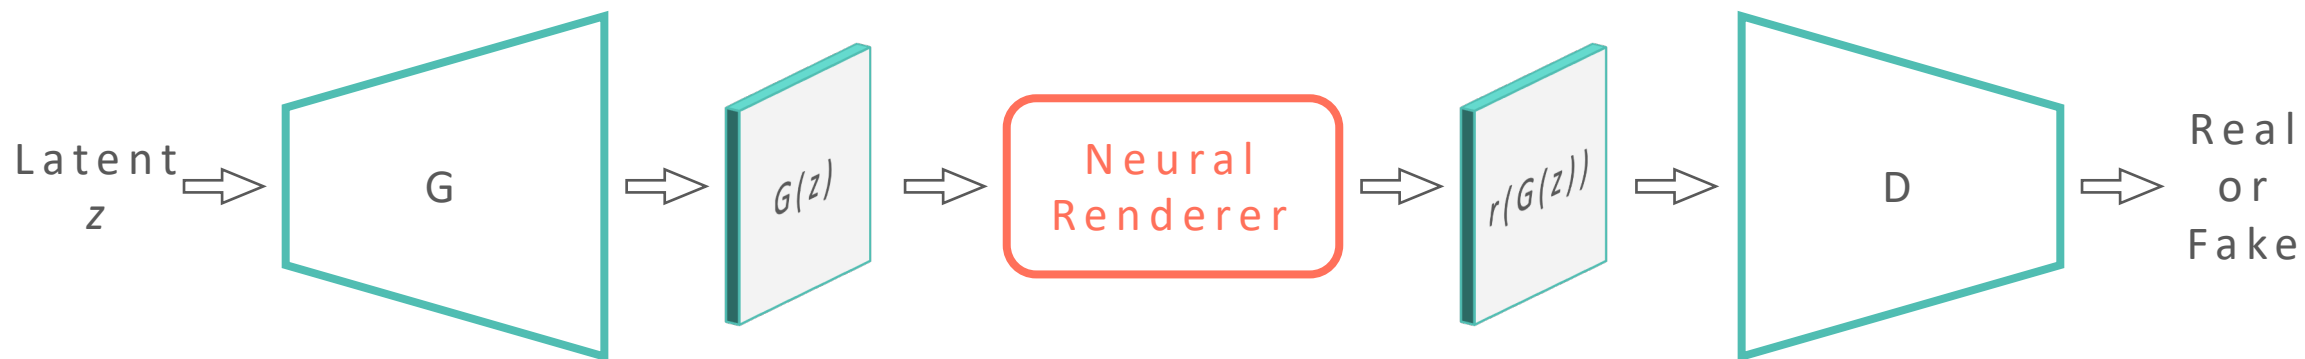 Latent
z
G
G(z)
Neural
Renderer
r(G(z))
D
Real
or
Fake